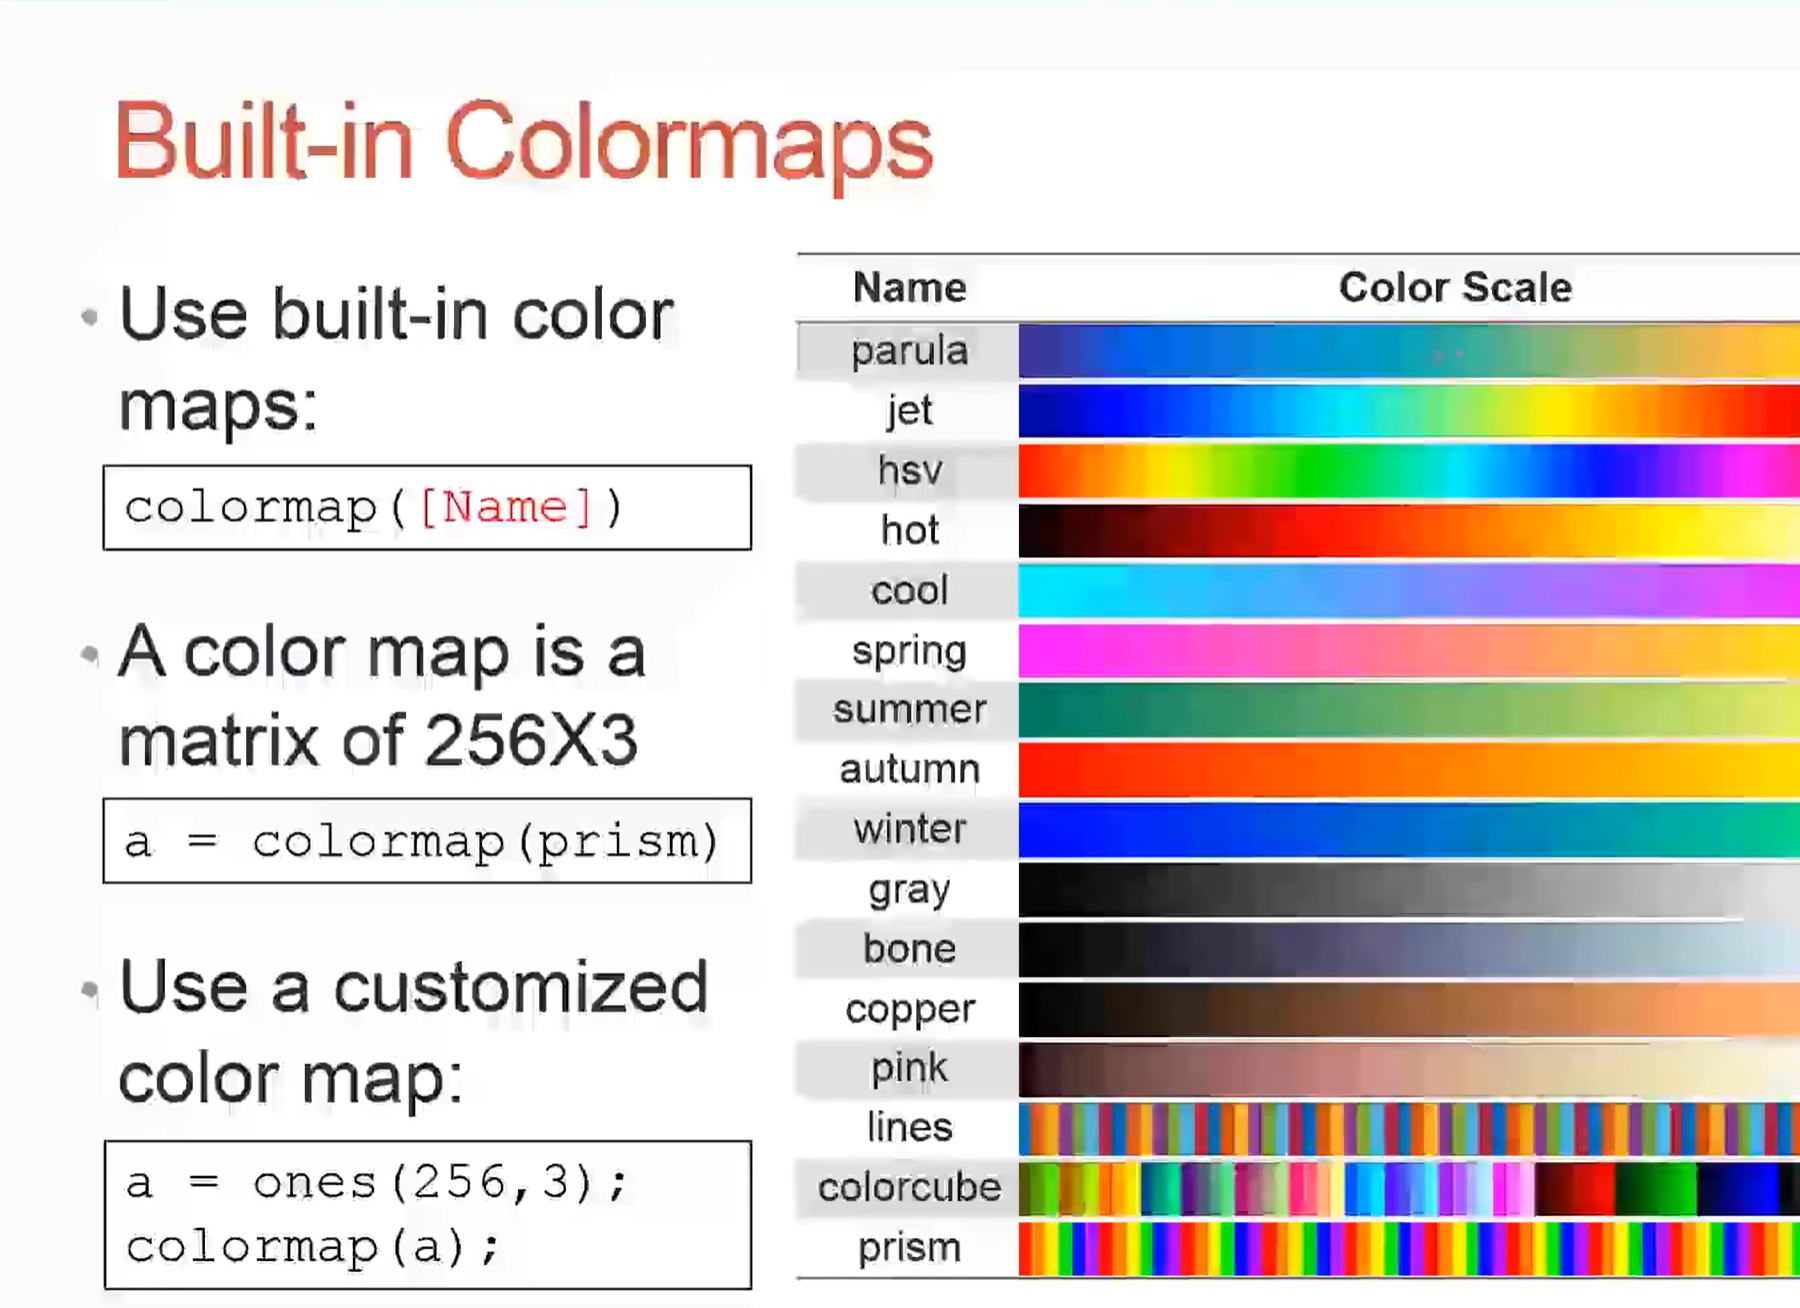 Built-in Colormaps
• Use built-in color
maps:
colormap([Name])
• A color map is a
matrix of 256X3
a = colormap(prism)
• Use a customized
color map:
a = ones(256,3);
colormap(a);
Name Color Scale
parula
jet
hsv
hot
cool
spring
summer
autumn
winter
gray
bone
copper
pink
lines
colorcube
prism